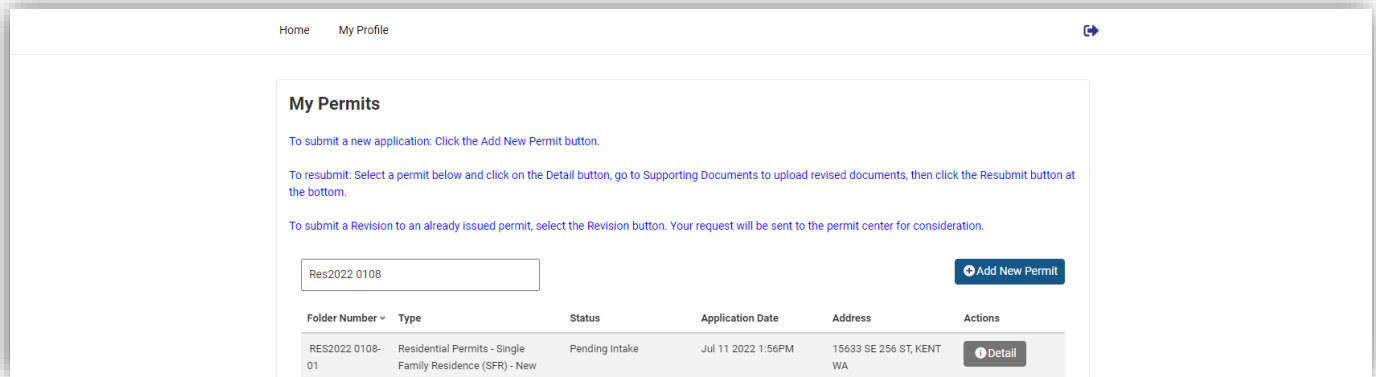 Home My Profile
My Permits
To submit a new application: Click the Add New Permit button.
To resubmit: Select a permit below and click on the Detail button, go to Supporting Documents to upload revised documents, then click the Resubmit button at
the bottom.
To submit a Revision to an already issued permit, select the Revision button. Your request will be sent to the permit center for consideration.
Res2022 0108 Add New Permit
Folder Number Type Status Application Date Address Actions
RES2022 0108- Residential Permits - Single Pending Intake Jul 11 2022 1:56PM 15633 SE 256 ST, KENT Detail
01 Family Residence (SFR) - New WA